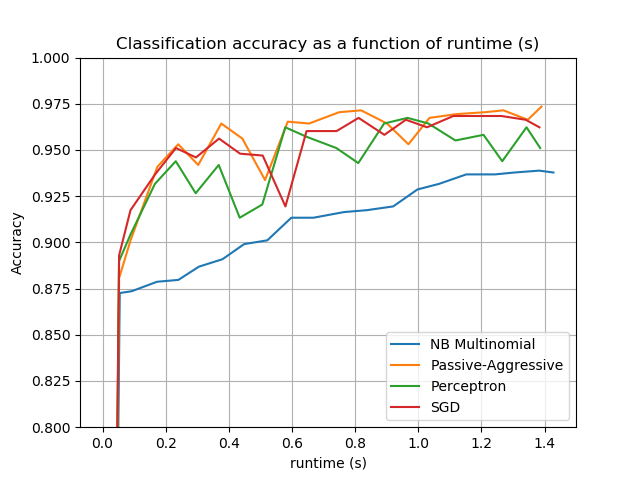 Classification accuracy as a function of runtime (s)
1.000
0.975
0.950
0.925
0.900
0.875
0.850
0.825
0.800
Accuracy
NB Multinomial
Passive-Aggressive
Perceptron
SGD
0.0 0.2 0.4 0.6 0.8 1.0 1.2 1.4
runtime (s)